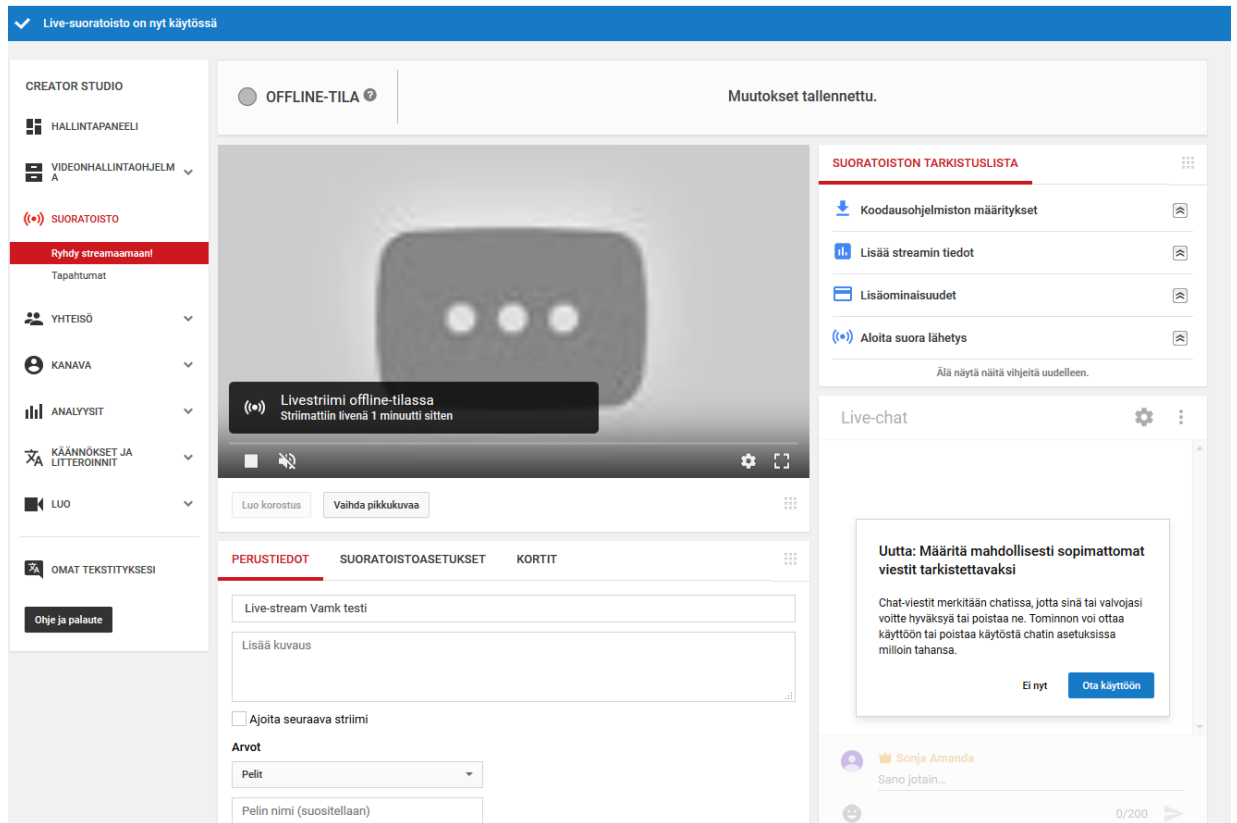 Live-suoratoisto on nyt käytössä
CREATOR STUDIO
HALLINTAPANEELI
VIDEONHALLINTAOHJELM
A
SUORATOISTO
Ryhdy streamaamaan!
Tapahtumat
YHTEISÖ
KANAVA
ANALYYSIT
KÄÄNNÖKSET JA
LITTEROINNIT
LUO
OMAT TEKSTITYKSESI
Ohje ja palaute
OFFLINE-TILA ?
Muutokset tallennettu.
Livestriimi offline-tilassa
Striimattiin livenä 1 minuutti sitten
Luo korostus
Vaihda pikkukuvaa
PERUSTIEDOT SUORATOISTOASETUKSET KORTIT
Live-stream Vamk testi
Lisää kuvaus
Ajoita seuraava striimi
Arvot
Pelit
Pelin nimi (suositellaan)
SUORATOISTON TARKISTUSLISTA
Koodausohjelmiston määritykset
Lisää streamin tiedot
Lisäominaisuudet
Aloita suora lähetys
Älä näytä näitä vihjeitä uudelleen.
Live-chat
Uutta: Määritä mahdollisesti sopimattomat
viestit tarkistettavaksi
Chat-viestit merkitään chatissa, jotta sinä tai valvojasi
voitte hyväksyä tai poistaa ne. Tominnon voi ottaa
käyttöön tai poistaa käytöstä chatin asetuksissa
milloin tahansa.
Ei nyt
Ota käyttöön
Sonja Amanda
Sano jotain...
0/200